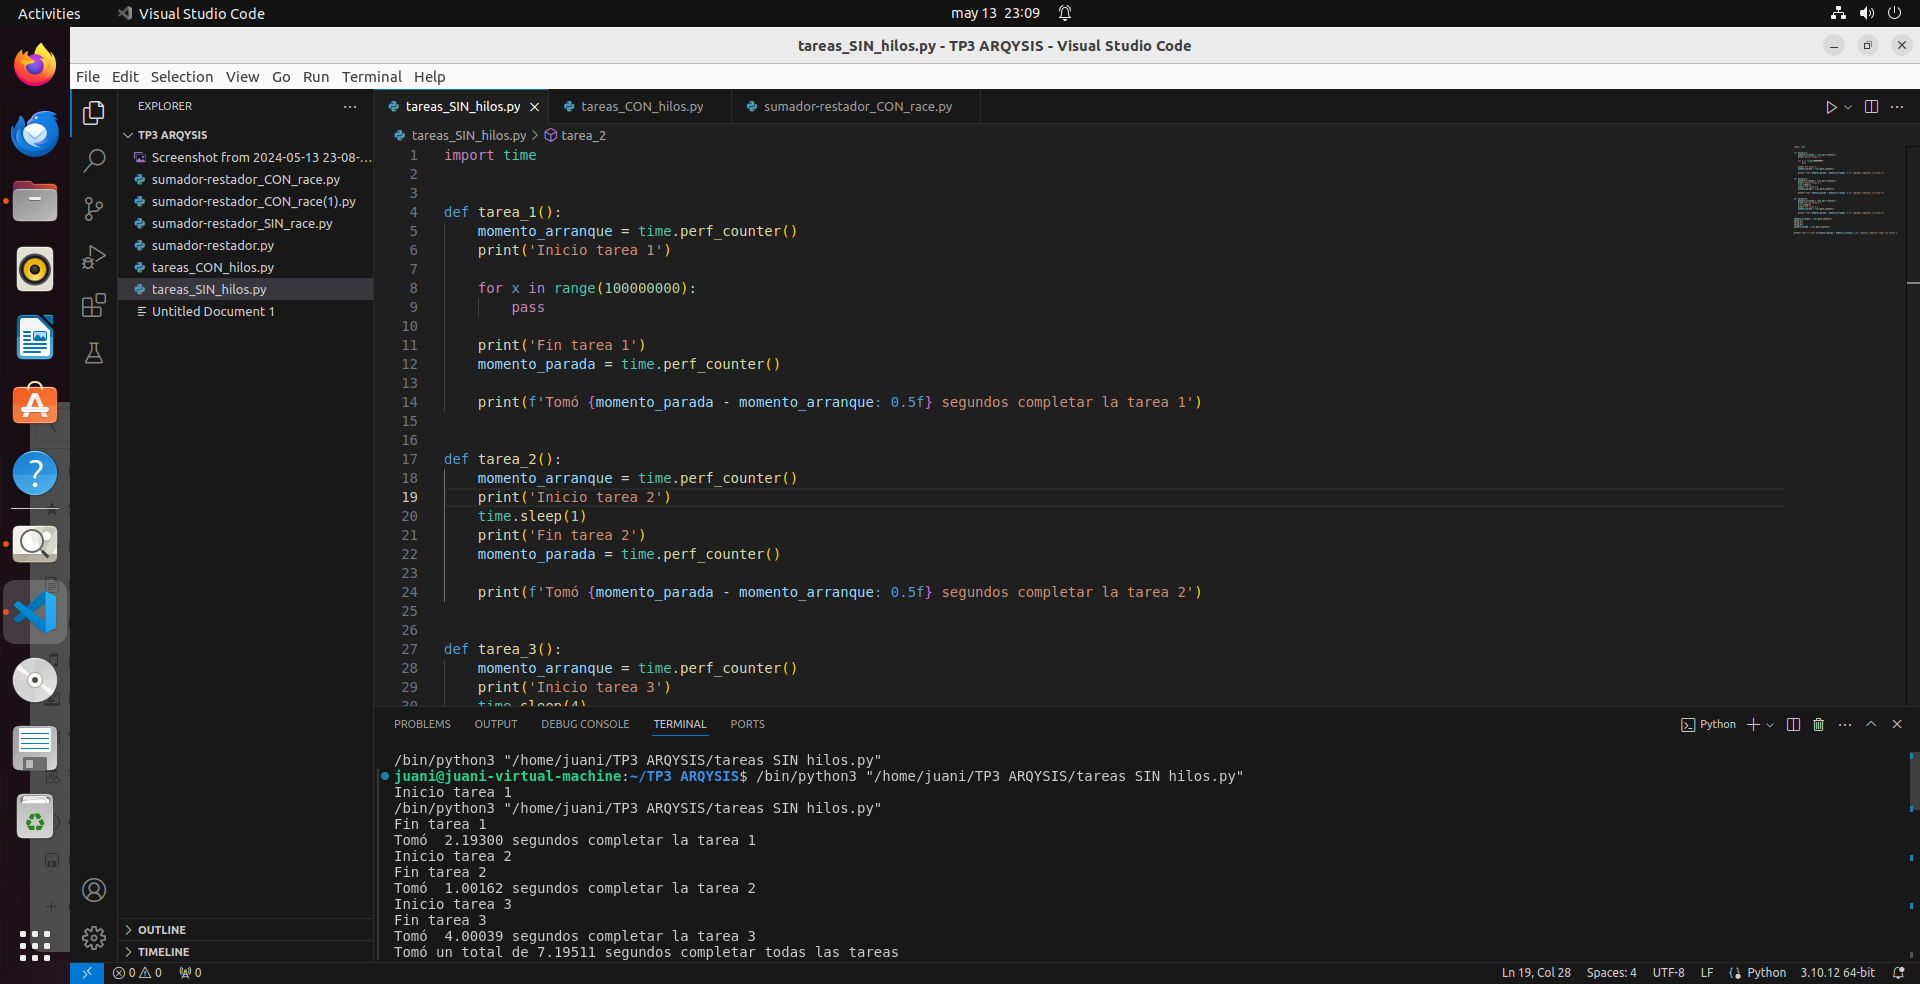 Activities
Visual Studio Code
may 13 23:09
tareas_SIN_hilos.py - TP3 ARQYSIS - Visual Studio Code
File Edit Selection View Go Run Terminal Help
EXPLORER
TP3 ARQYSIS
Screenshot from 2024-05-13 23-08-...
sumador-restador_CON_race.py
sumador-restador_CON_race(1).py
sumador-restador_SIN_race.py
sumador-restador.py
tareas_CON_hilos.py
tareas_SIN_hilos.py
Untitled Document 1
OUTLINE
TIMELINE
tareas_SIN_hilos.py
tareas_CON_hilos.py
sumador-restador_CON_race.py
tareas_SIN_hilos.py > tarea_2
1 import time
2
3
4 def tarea_1():
5     momento_arranque = time.perf_counter()
6     print('Inicio tarea 1')
7
8     for x in range(100000000):
9         pass
10
11     print('Fin tarea 1')
12     momento_parada = time.perf_counter()
13
14     print(f'Tomó {momento_parada - momento_arranque: 0.5f} segundos completar la tarea 1')
15
16
17 def tarea_2():
18     momento_arranque = time.perf_counter()
19     print('Inicio tarea 2')
20     time.sleep(1)
21     print('Fin tarea 2')
22     momento_parada = time.perf_counter()
23
24     print(f'Tomó {momento_parada - momento_arranque: 0.5f} segundos completar la tarea 2')
25
26
27 def tarea_3():
28     momento_arranque = time.perf_counter()
29     print('Inicio tarea 3')
30     time.sleep(4)
PROBLEMS OUTPUT DEBUG CONSOLE TERMINAL PORTS
Python
/bin/python3 "/home/juani/TP3 ARQYSIS/tareas SIN hilos.py"
juani@juani-virtual-machine:~/TP3 ARQYSIS$ /bin/python3 "/home/juani/TP3 ARQYSIS/tareas SIN hilos.py"
Inicio tarea 1
/bin/python3 "/home/juani/TP3 ARQYSIS/tareas SIN hilos.py"
Fin tarea 1
Tomó  2.19300 segundos completar la tarea 1
Inicio tarea 2
Fin tarea 2
Tomó  1.00162 segundos completar la tarea 2
Inicio tarea 3
Fin tarea 3
Tomó  4.00039 segundos completar la tarea 3
Tomó un total de 7.19511 segundos completar todas las tareas
0 0 0
Ln 19, Col 28 Spaces: 4 UTF-8 LF Python 3.10.12 64-bit